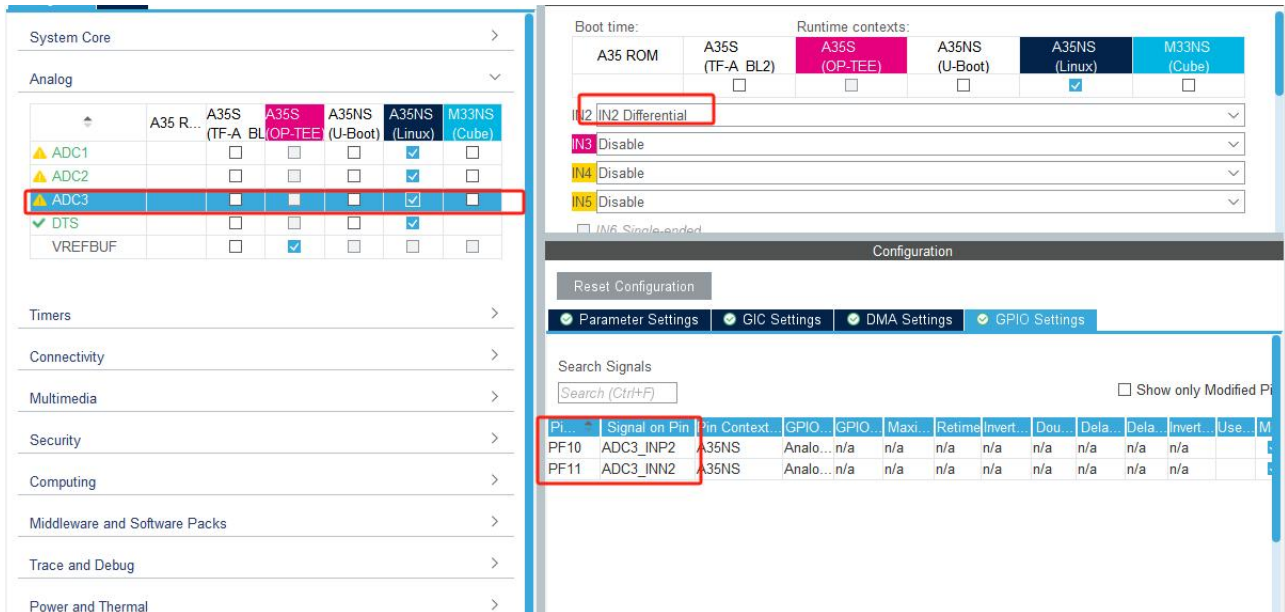 System Core
Analog
A35 R... A35S (TF-A BL A35S (OP-TEE) A35NS (U-Boot) A35NS (Linux) M33NS (Cube)
ADC1
ADC2
ADC3
DTS
VREFBUF
Timers
Connectivity
Multimedia
Security
Computing
Middleware and Software Packs
Trace and Debug
Power and Thermal
Boot time: Runtime contexts:
A35 ROM A35S (TF-A BL2) A35S (OP-TEE) A35NS (U-Boot) A35NS (Linux) M33NS (Cube)
IN2 IN2 Differential
IN3 Disable
IN4 Disable
IN5 Disable
IN6 Single-ended
Configuration
Reset Configuration
Parameter Settings GIC Settings DMA Settings GPIO Settings
Search Signals
Search (Ctrl+F) Show only Modified Pi
Pi... Signal on Pin Pin Context... GPIO... GPIO... Maxi... Retime Invert... Dou... Dela... Dela... Invert... Use... M
PF10 ADC3_INP2 A35NS Analo... n/a n/a n/a n/a n/a n/a n/a n/a
PF11 ADC3_INN2 A35NS Analo... n/a n/a n/a n/a n/a n/a n/a n/a